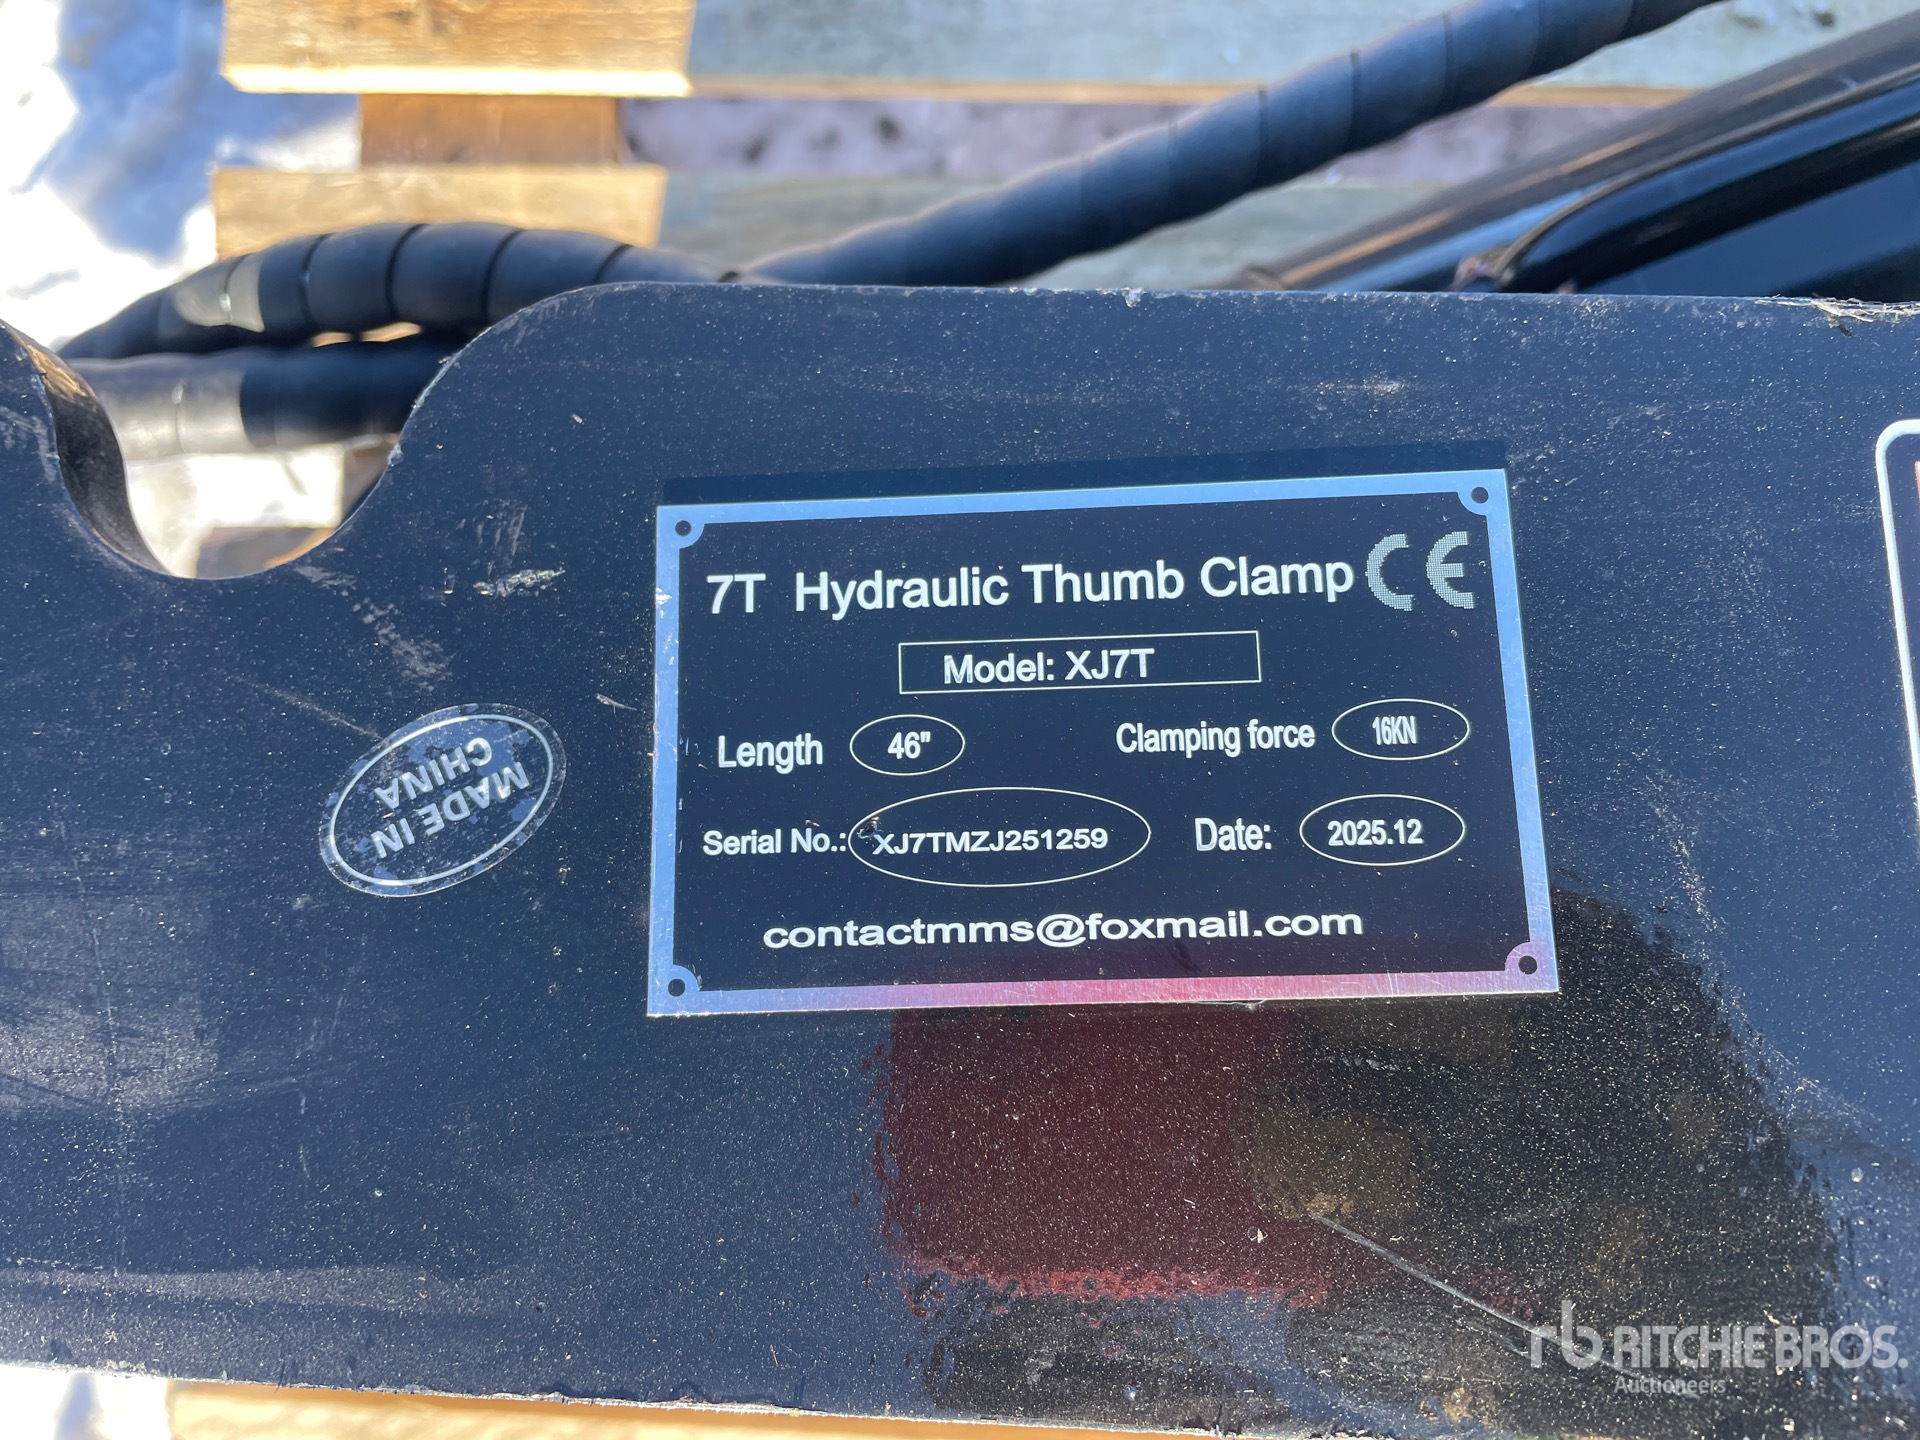 7T Hydraulic Thumb Clamp CE
Model: XJ7T
Length 46" Clamping force 16KN
Serial No.: XJ7TMZJ251259 Date: 2025.12
contactmms@foxmail.com
MADE IN
CHINA
rb RITCHIE BROS.
Auctioneers